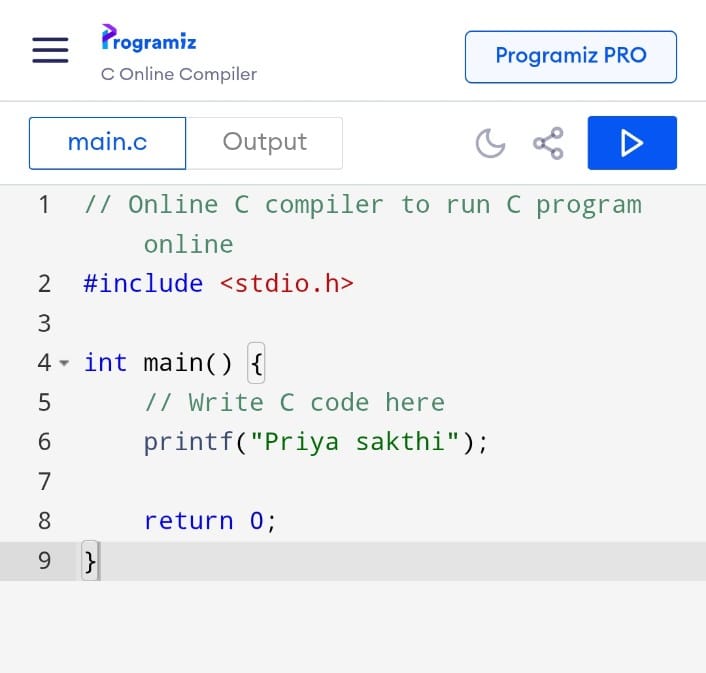 Programiz
C Online Compiler
Programiz PRO
main.c
Output
1 // Online C compiler to run C program
online
2 #include <stdio.h>
3
4 int main() {
5 // Write C code here
6 printf("Priya sakthi");
7
8 return 0;
9 }